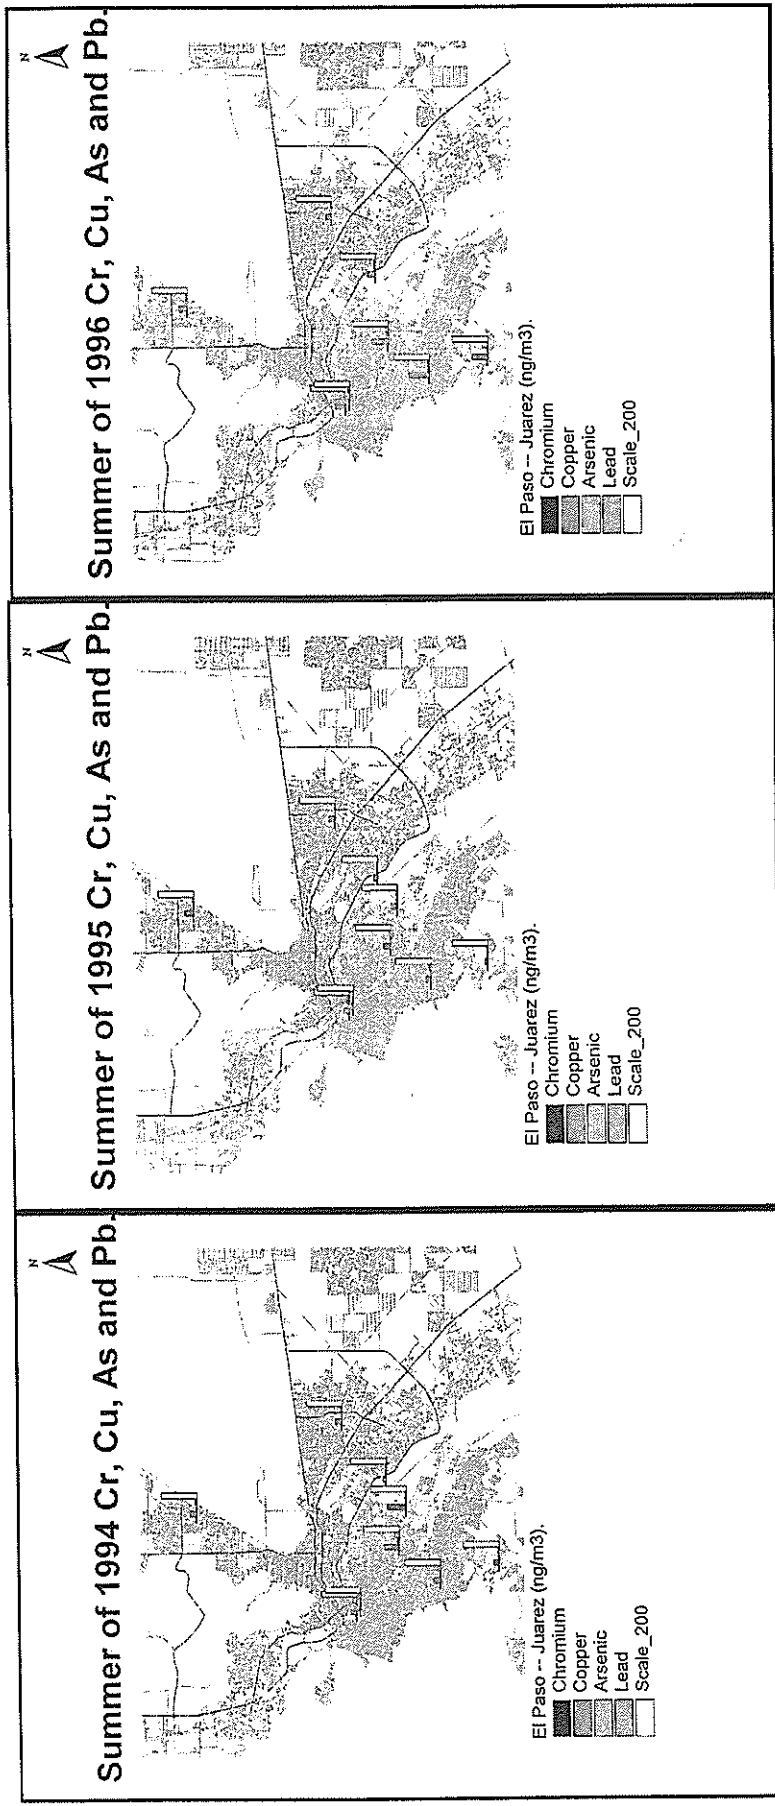 N
Summer of 1994 Cr, Cu, As and Pb.
El Paso -- Juarez (ng/m3).
Chromium
Copper
Arsenic
Lead
Scale_200
N
Summer of 1995 Cr, Cu, As and Pb.
El Paso -- Juarez (ng/m3).
Chromium
Copper
Arsenic
Lead
Scale_200
N
Summer of 1996 Cr, Cu, As and Pb.
El Paso -- Juarez (ng/m3).
Chromium
Copper
Arsenic
Lead
Scale_200